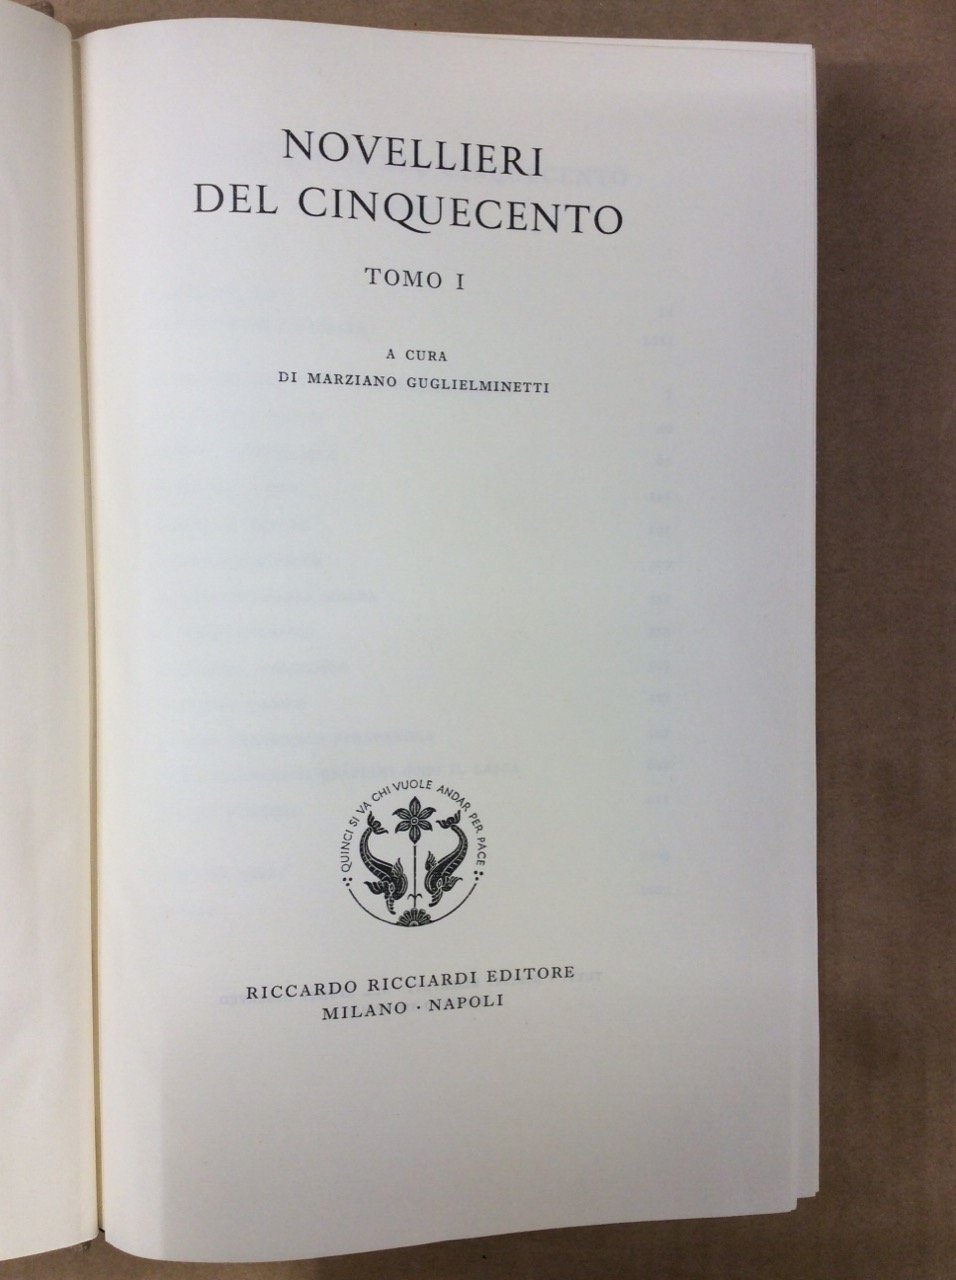 NOVELLIERI
DEL CINQUECENTO
TOMO I
A CURA
DI MARZIANO GUGLIELMINETTI
QUINCI SI VA CHI VUOLE ANDAR PER PACE
RICCARDO RICCIARDI EDITORE
MILANO · NAPOLI